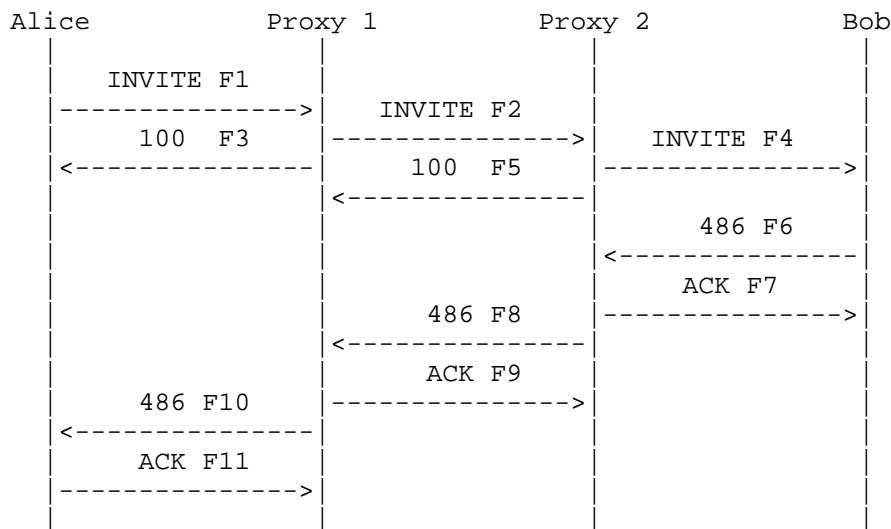 Alice Proxy 1 Proxy 2 Bob
INVITE F1
INVITE F2
100 F3 INVITE F4
100 F5
486 F6
ACK F7
486 F8
ACK F9
486 F10
ACK F11